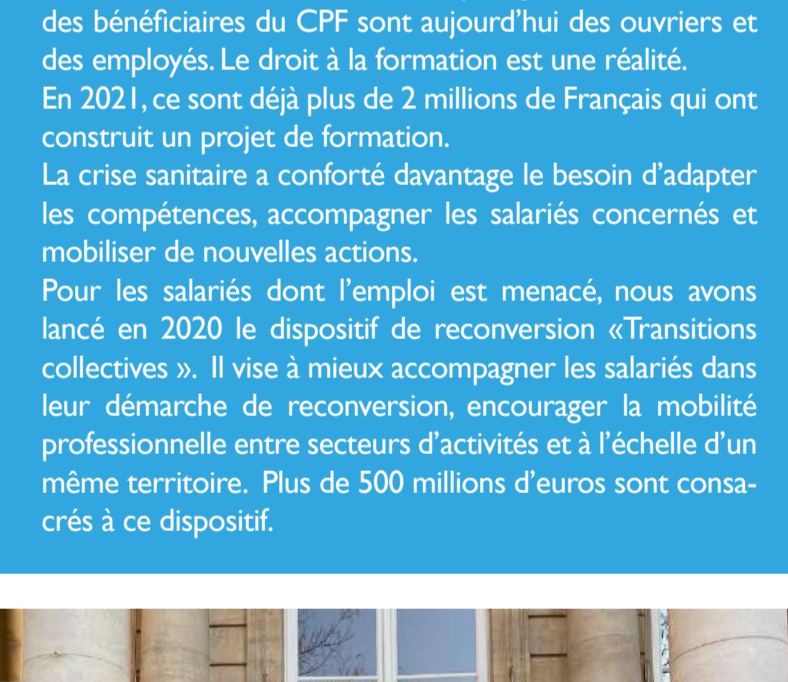 des bénéficiaires du CPF sont aujourd’hui des ouvriers et
des employés. Le droit à la formation est une réalité.
En 2021, ce sont déjà plus de 2 millions de Français qui ont
construit un projet de formation.
La crise sanitaire a conforté davantage le besoin d’adapter
les compétences, accompagner les salariés concernés et
mobiliser de nouvelles actions.
Pour les salariés dont l’emploi est menacé, nous avons
lancé en 2020 le dispositif de reconversion «Transitions
collectives ». Il vise à mieux accompagner les salariés dans
leur démarche de reconversion, encourager la mobilité
professionnelle entre secteurs d’activités et à l’échelle d’un
même territoire. Plus de 500 millions d’euros sont consa-
crés à ce dispositif.